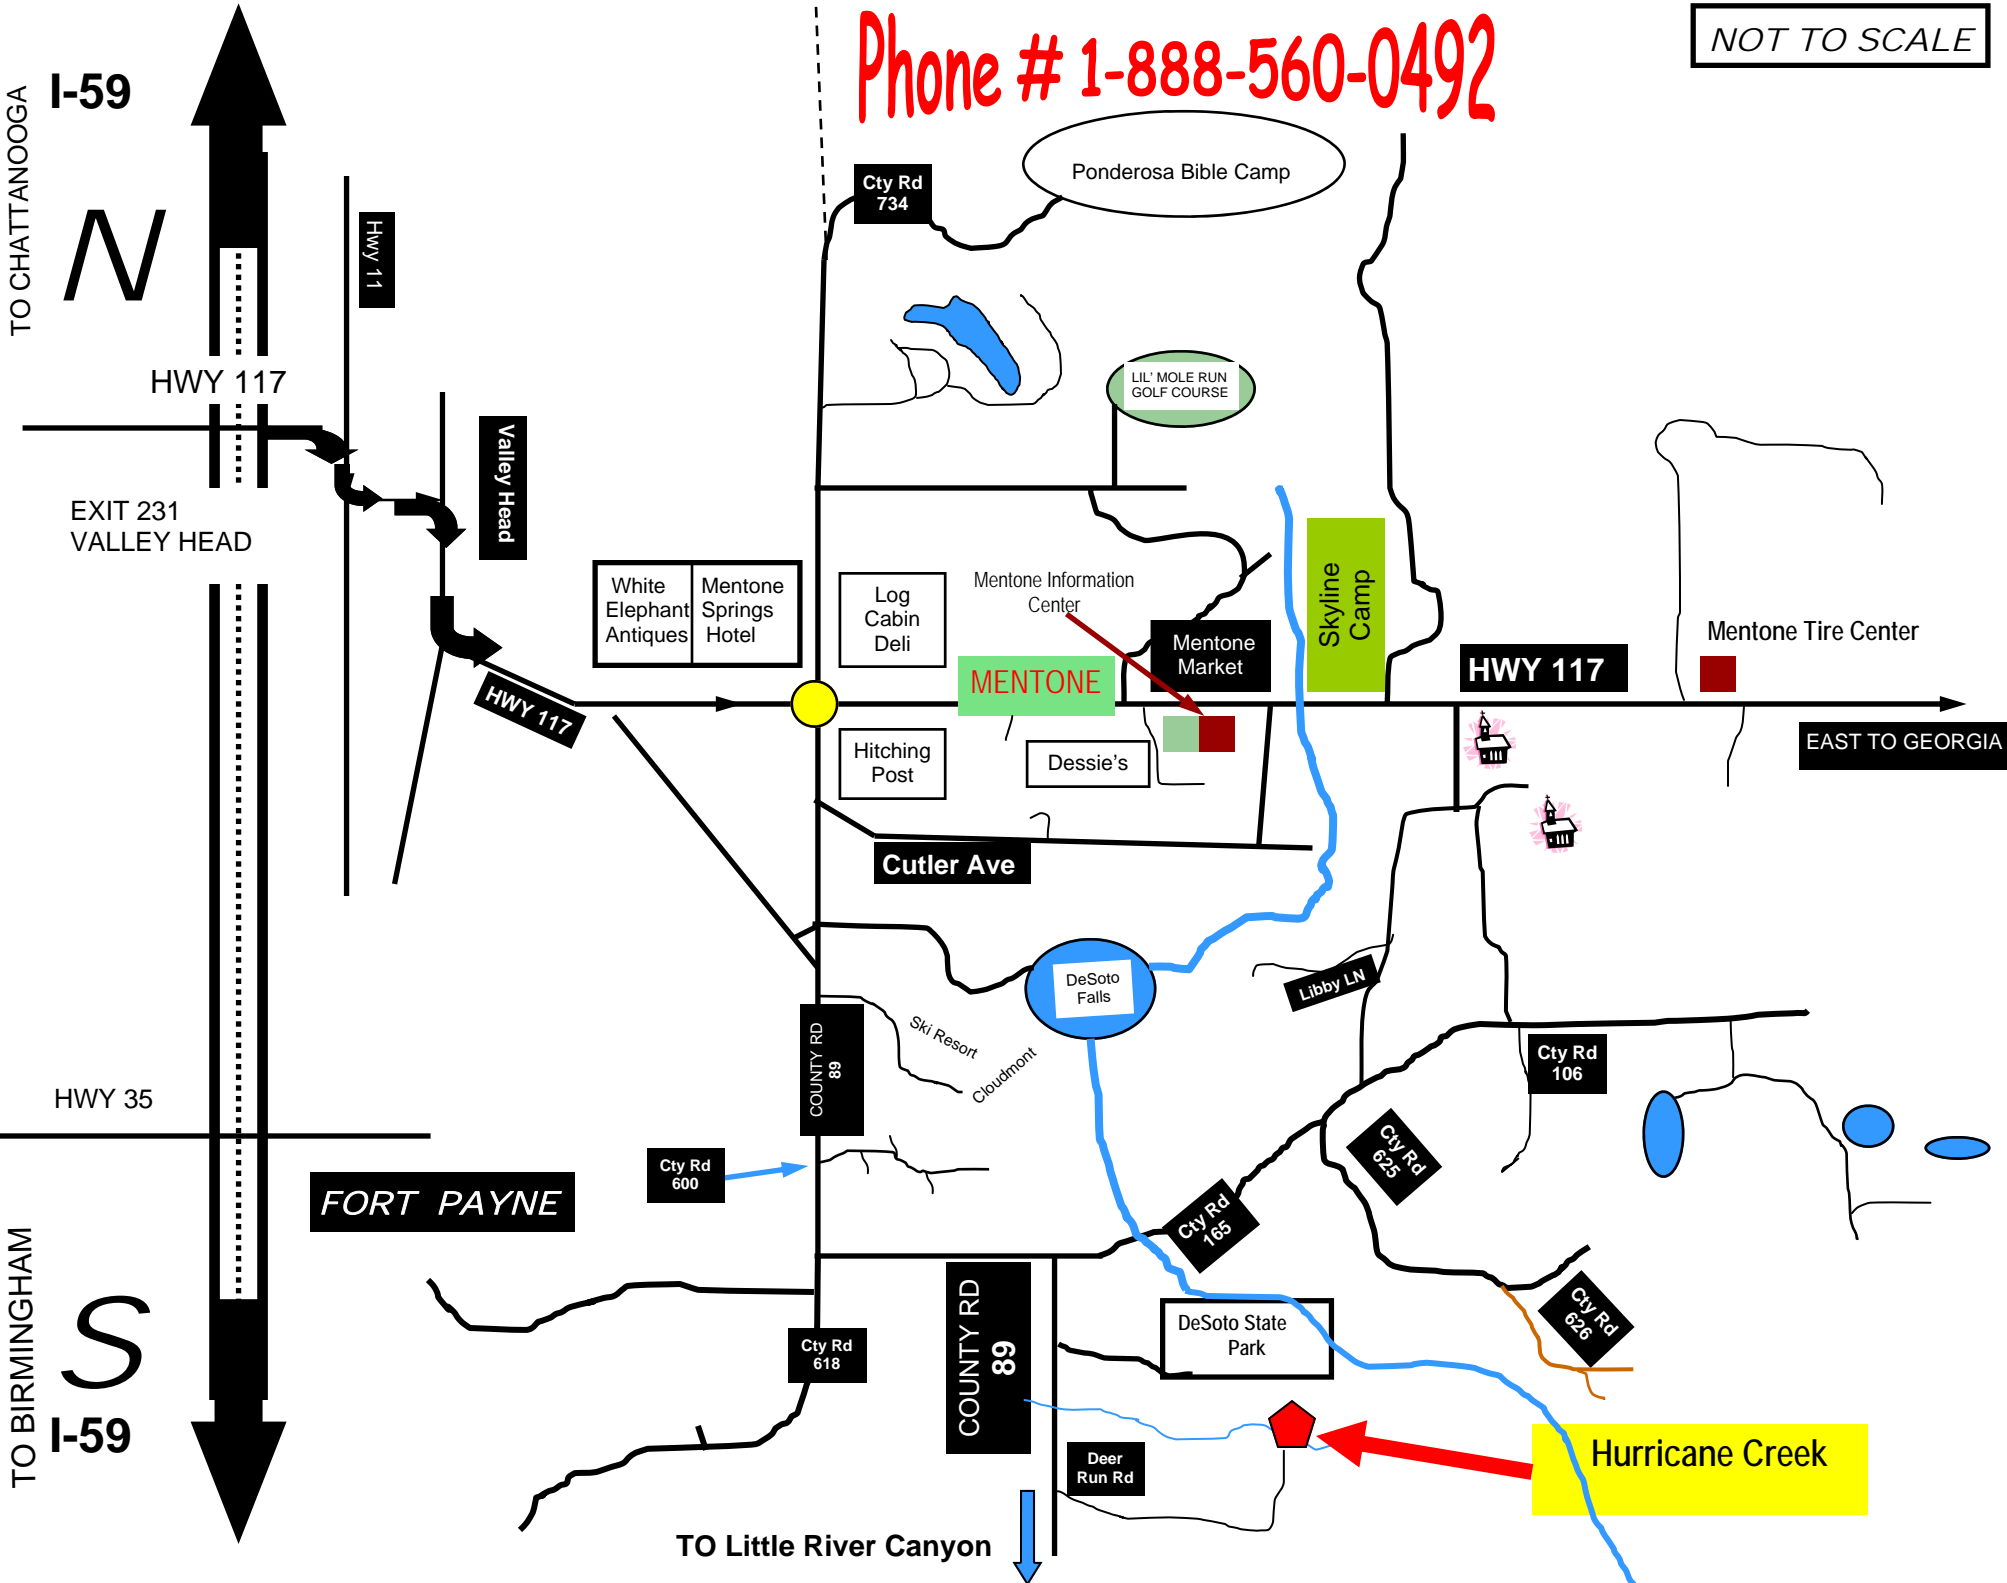 Phone # 1-888-560-0492
NOT TO SCALE
I-59
TO CHATTANOOGA
N
Hwy 11
Cty Rd
734
Ponderosa Bible Camp
HWY 117
LIL' MOLE RUN
GOLF COURSE
Valley Head
EXIT 231
VALLEY HEAD
White
Elephant
Antiques
Mentone
Springs
Hotel
Log
Cabin
Deli
Mentone Information
Center
Mentone
Market
Skyline
Camp
Mentone Tire Center
HWY 117
MENTONE
HWY 117
EAST TO GEORGIA
Hitching
Post
Dessie's
Cutler Ave
DeSoto
Falls
Libby LN
Ski Resort
Cloudmont
COUNTY RD
89
Cty Rd
106
HWY 35
Cty Rd
600
Cty Rd
625
FORT PAYNE
Cty Rd
165
TO BIRMINGHAM
S
I-59
COUNTY RD
89
Cty Rd
618
DeSoto State
Park
Cty Rd
626
Deer
Run Rd
Hurricane Creek
TO Little River Canyon